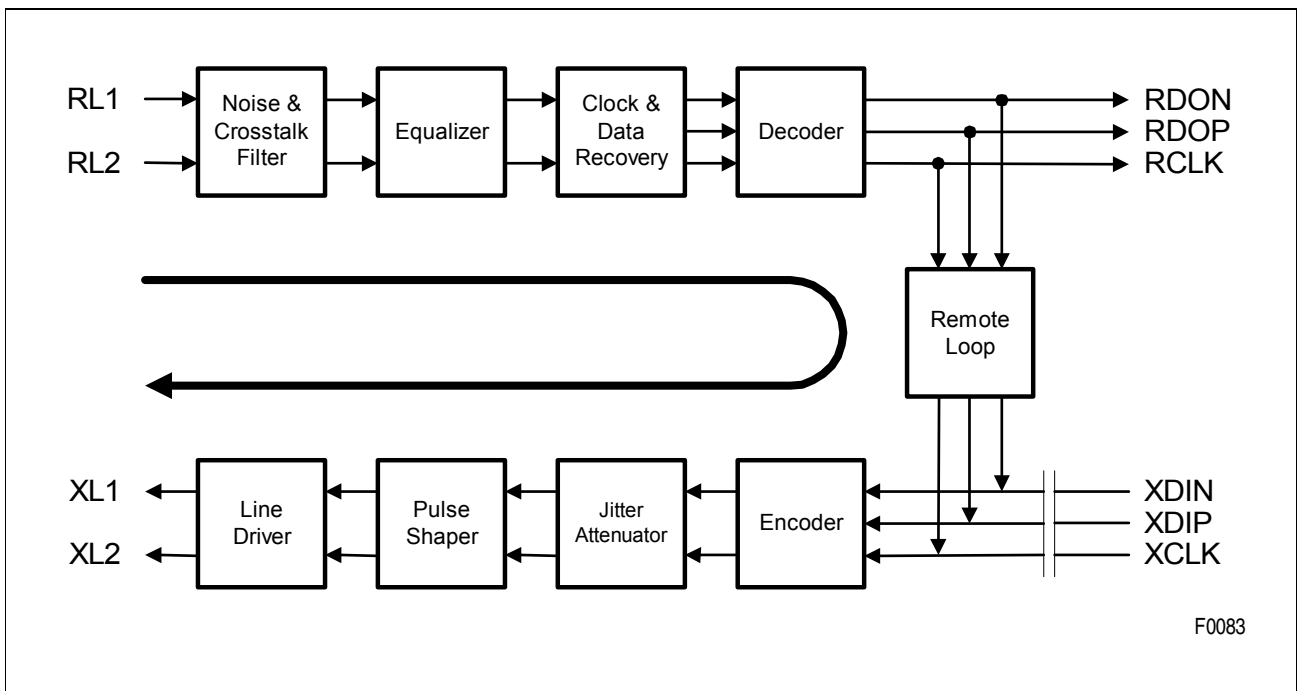 RL1
RL2
Noise &
Crosstalk
Filter
Equalizer
Clock &
Data
Recovery
Decoder
RDON
RDOP
RCLK
Remote
Loop
XL1
XL2
Line
Driver
Pulse
Shaper
Jitter
Attenuator
Encoder
XDIN
XDIP
XCLK
F0083